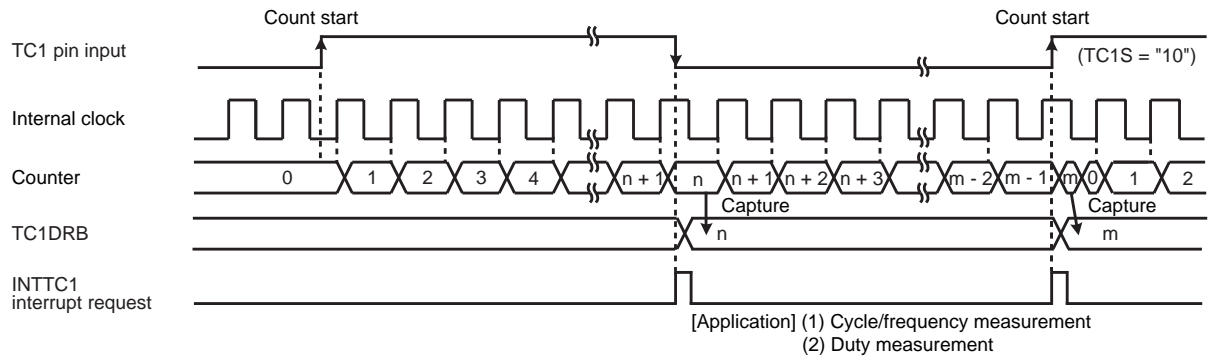 Count start Count start
TC1 pin input
(TC1S = "10")
Internal clock
Counter 0 1 2 3 4 n + 1 n n + 1 n + 2 n + 3 m - 2 m - 1 m 0 1 2
Capture Capture
TC1DRB n m
INTTC1
interrupt request
[Application] (1) Cycle/frequency measurement
(2) Duty measurement